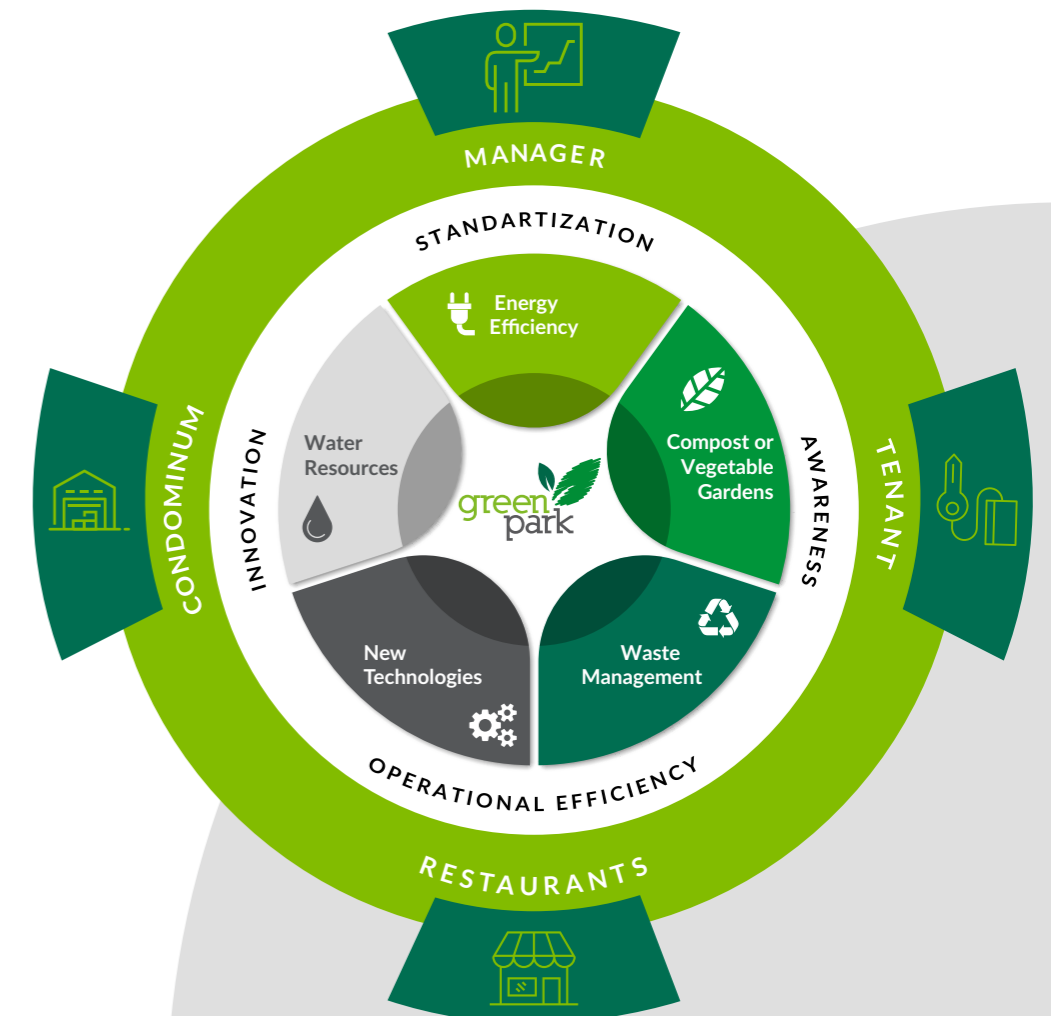 MANAGER
STANDARTIZATION
Energy
Efficiency
Water
Resources
Compost or
Vegetable
Gardens
CONDOMINUM
INNOVATION
green
park
AWARENESS
TENANT
New
Technologies
Waste
Management
OPERATIONAL EFFICIENCY
RESTAURANTS